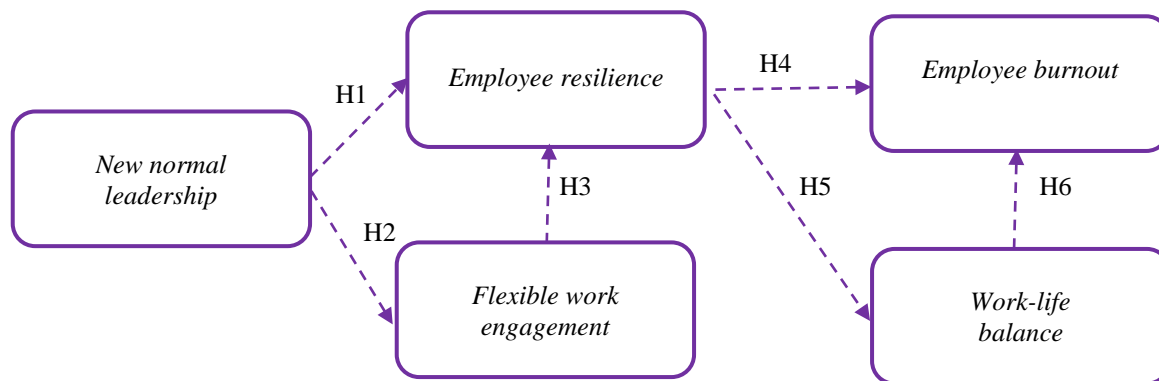 New normal
leadership
H1
H2
Employee resilience
H3
Flexible work
engagement
H4
H5
Employee burnout
H6
Work-life
balance